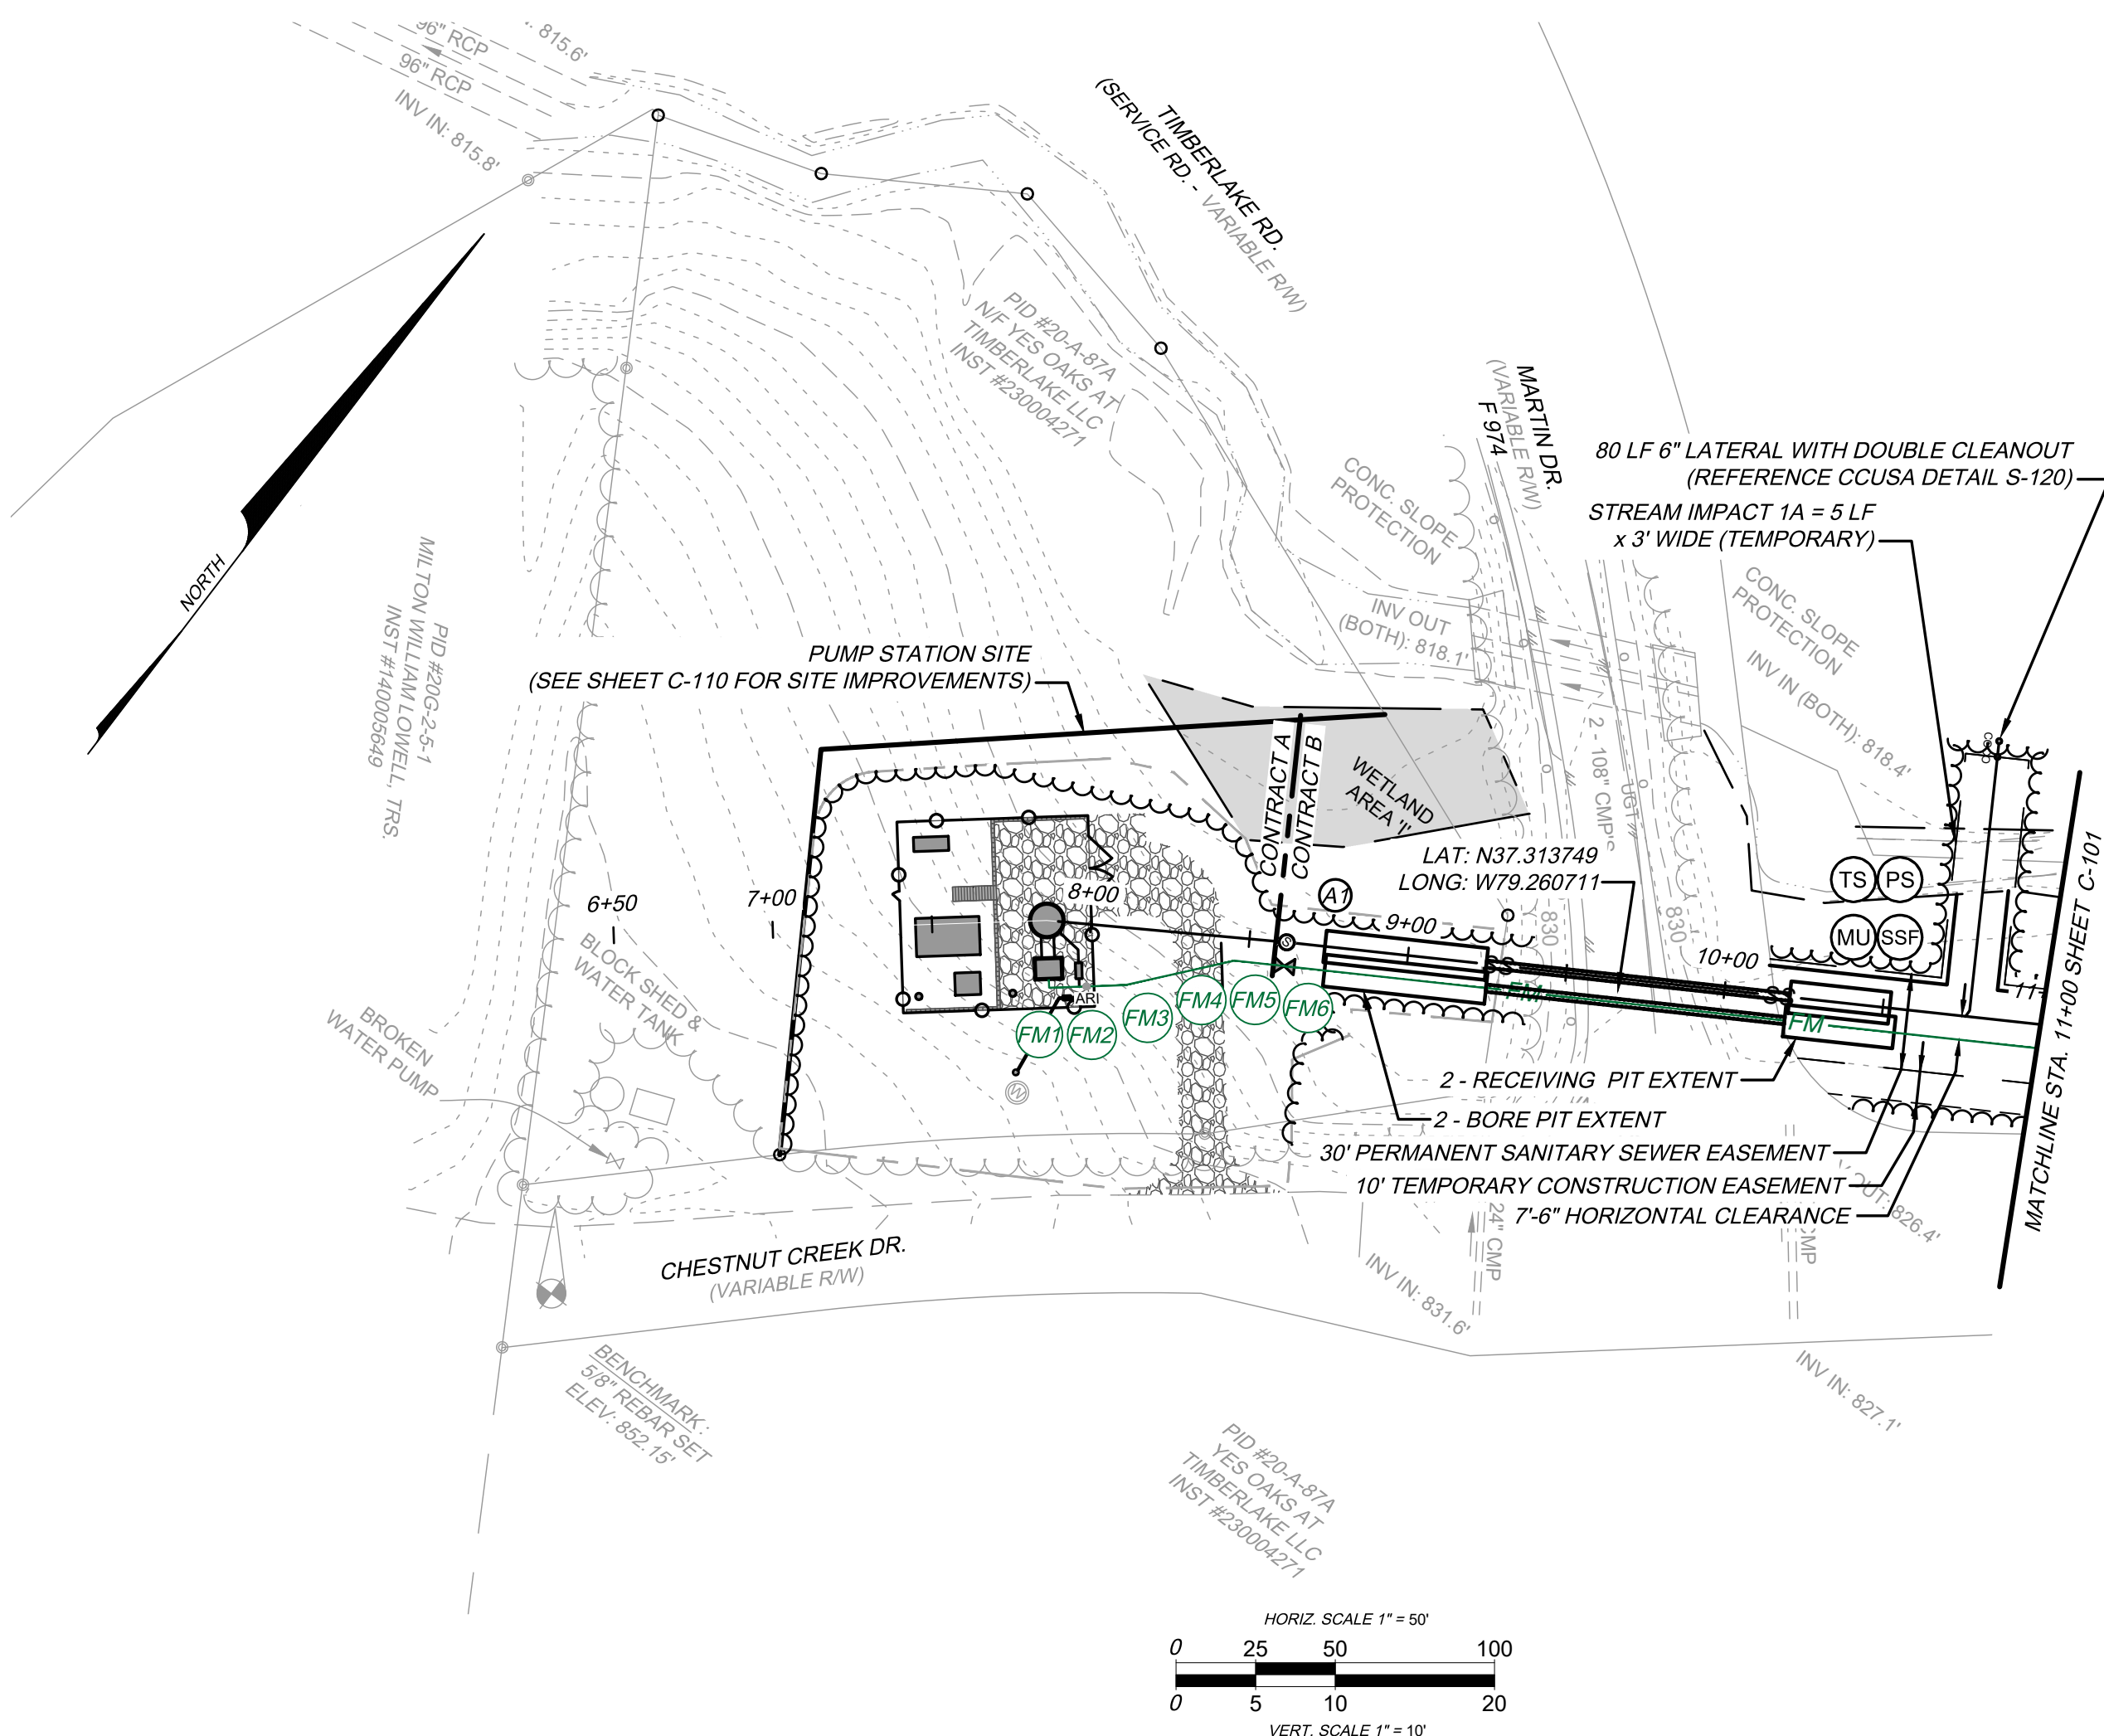 96" RCP
96" RCP
INV IN: 815.8'
815.6'
TIMBERLAKE RD.
(SERVICE RD. - VARIABLE R/W)
NORTH
PID #20-A-87A
N/F YES OAKS AT
TIMBERLAKE LLC
INST #230004271
MARTIN DR.
(VARIABLE R/W)
F 974
CONC. SLOPE
PROTECTION
80 LF 6" LATERAL WITH DOUBLE CLEANOUT
(REFERENCE CCUSA DETAIL S-120)
STREAM IMPACT 1A = 5 LF
x 3' WIDE (TEMPORARY)
CONC. SLOPE
PROTECTION
INV IN (BOTH): 818.4'
INV OUT
(BOTH): 818.1'
PID #20G-2-5-1
MILTON WILLIAM LOWELL, TRS.
INST #140005649
PUMP STATION SITE
(SEE SHEET C-110 FOR SITE IMPROVEMENTS)
CONTRACT A
CONTRACT B
WETLAND
AREA 'I'
2 - 108" CMP's
UGT
LAT: N37.313749
LONG: W79.260711
A1
TS
PS
MU
SSF
6+50
7+00
8+00
9+00
10+00
11+
830
830
S
SS
SS
FM
FM
ARI
W
FM1
FM2
FM3
FM4
FM5
FM6
BLOCK SHED &
WATER TANK
BROKEN
WATER PUMP
2 - RECEIVING PIT EXTENT
2 - BORE PIT EXTENT
30' PERMANENT SANITARY SEWER EASEMENT
10' TEMPORARY CONSTRUCTION EASEMENT
7'-6" HORIZONTAL CLEARANCE
MATCHLINE STA. 11+00 SHEET C-101
OUT: 826.4'
24" CMP
CMP
INV IN: 831.6'
INV IN: 827.1'
CHESTNUT CREEK DR.
(VARIABLE R/W)
BENCHMARK:
5/8" REBAR SET
ELEV: 852.15'
PID #20-A-87A
YES OAKS AT
TIMBERLAKE LLC
INST #230004271
HORIZ. SCALE 1" = 50'
0 25 50 100
0 5 10 20
VERT. SCALE 1" = 10'